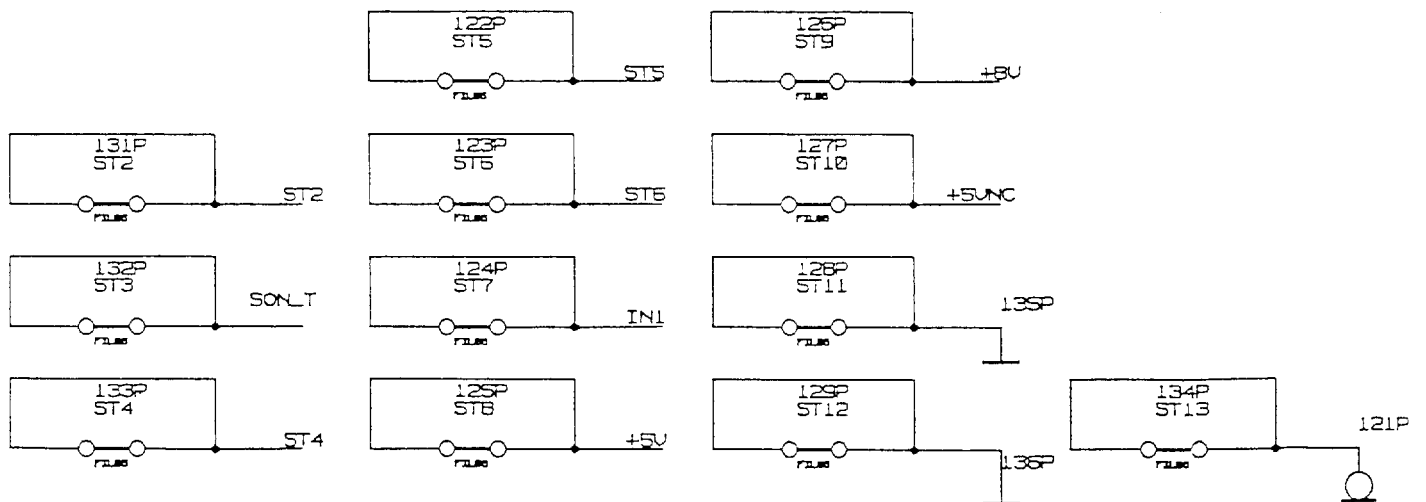 122P
ST5
ST5
126P
ST9
+8V
131P
ST2
ST2
123P
ST6
ST6
127P
ST10
+5VNC
132P
ST3
SON_T
124P
ST7
IN1
128P
ST11
135P
133P
ST4
ST4
125P
ST8
+5V
129P
ST12
136P
134P
ST13
121P